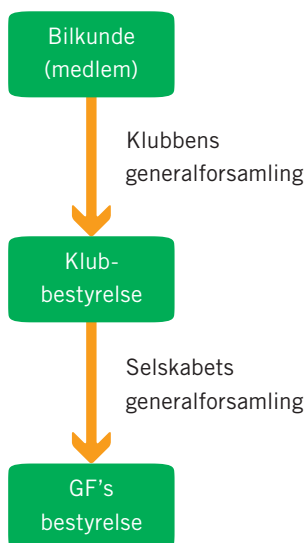 Bilkunde
(medlem)
Klubbens
generalforsamling
Klub-
bestyrelse
Selskabets
generalforsamling
GF's
bestyrelse